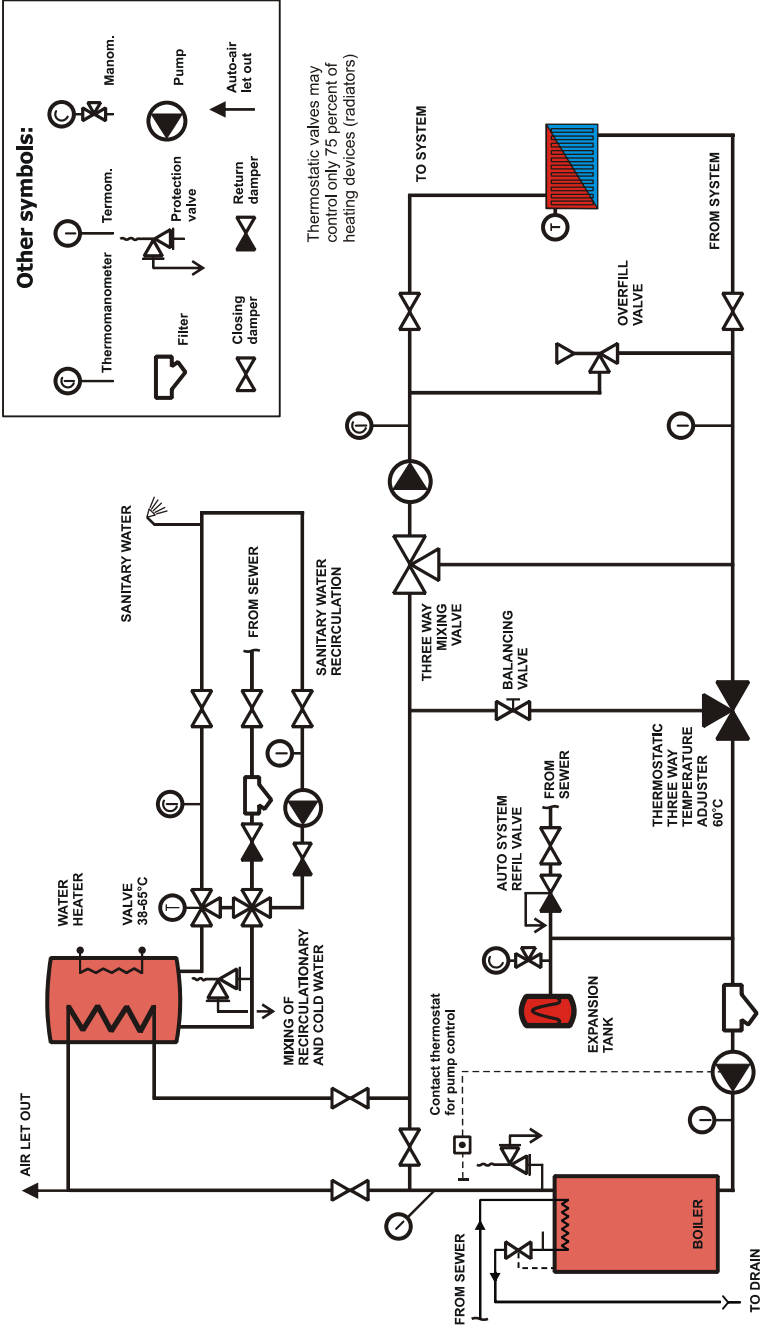 Other symbols:
Thermomanometer
Termom.
Manom.
Filter
Protection
valve
Pump
Closing
damper
Return
damper
Auto-air
let out
Thermostatic valves may
control only 75 percent of
heating devices (radiators)
AIR LET OUT
WATER
HEATER
VALVE
38-65°C
SANITARY WATER
FROM SEWER
SANITARY WATER
RECIRCULATION
MIXING OF
RECIRCULATIONARY
AND COLD WATER
THREE WAY
MIXING
VALVE
TO SYSTEM
T
FROM SYSTEM
OVERFILL
VALVE
BALANCING
VALVE
Contact thermostat
for pump control
AUTO SYSTEM
REFIL VALVE
FROM
SEWER
EXPANSION
TANK
THERMOSTATIC
THREE WAY
TEMPERATURE
ADJUSTER
60°C
FROM SEWER
BOILER
TO DRAIN